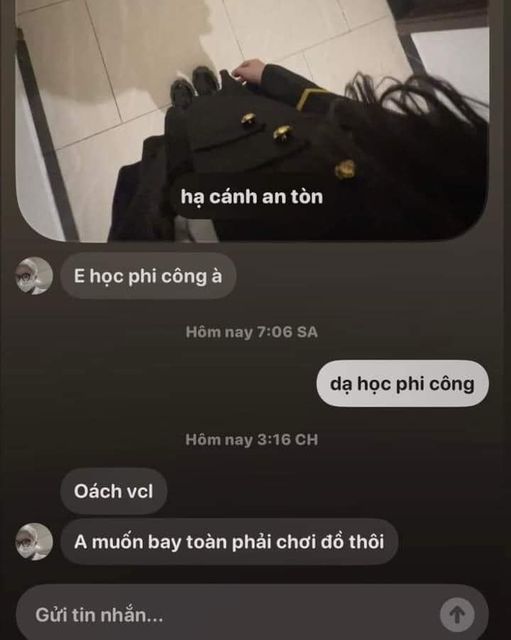 hạ cánh an tòn
E học phi công à
Hôm nay 7:06 SA
dạ học phi công
Hôm nay 3:16 CH
Oách vcl
A muốn bay toàn phải chơi đồ thôi
Gửi tin nhắn...